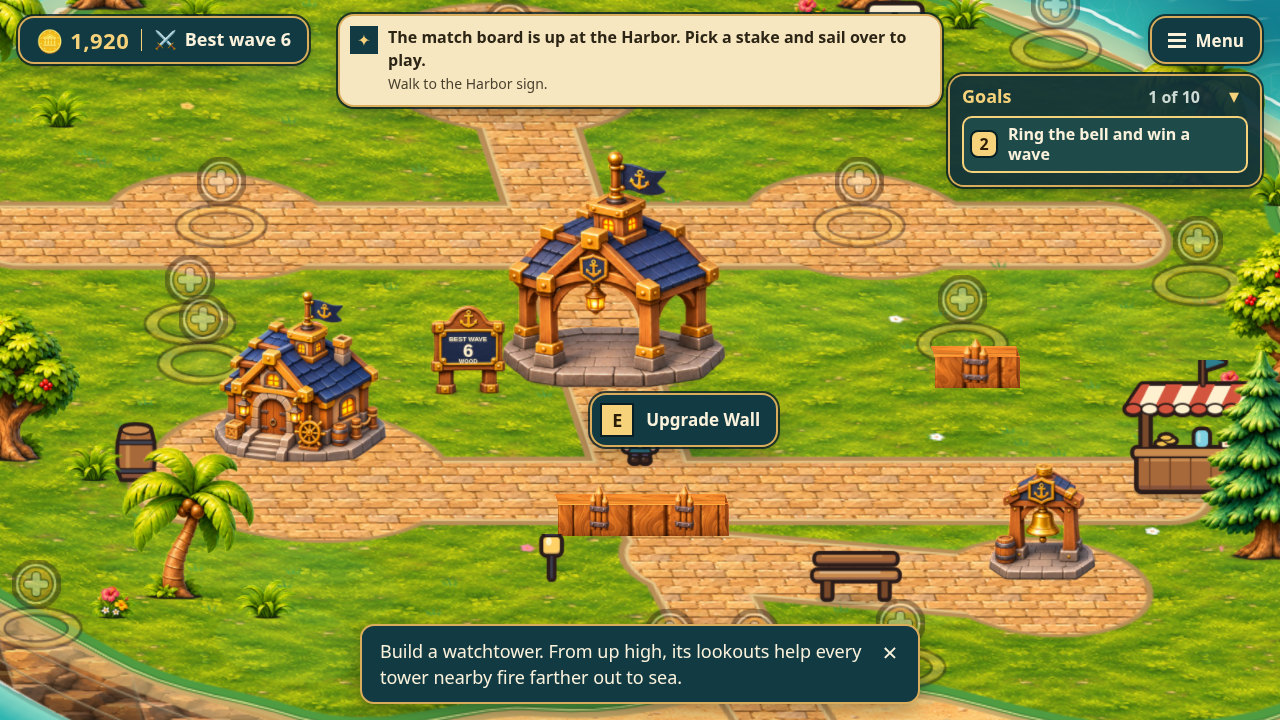 1,920
Best wave 6
The match board is up at the Harbor. Pick a stake and sail over to
play.
Walk to the Harbor sign.
Menu
Goals
1 of 10
2
Ring the bell and win a
wave
BEST WAVE
6
WOOD
E
Upgrade Wall
Build a watchtower. From up high, its lookouts help every
tower nearby fire farther out to sea.